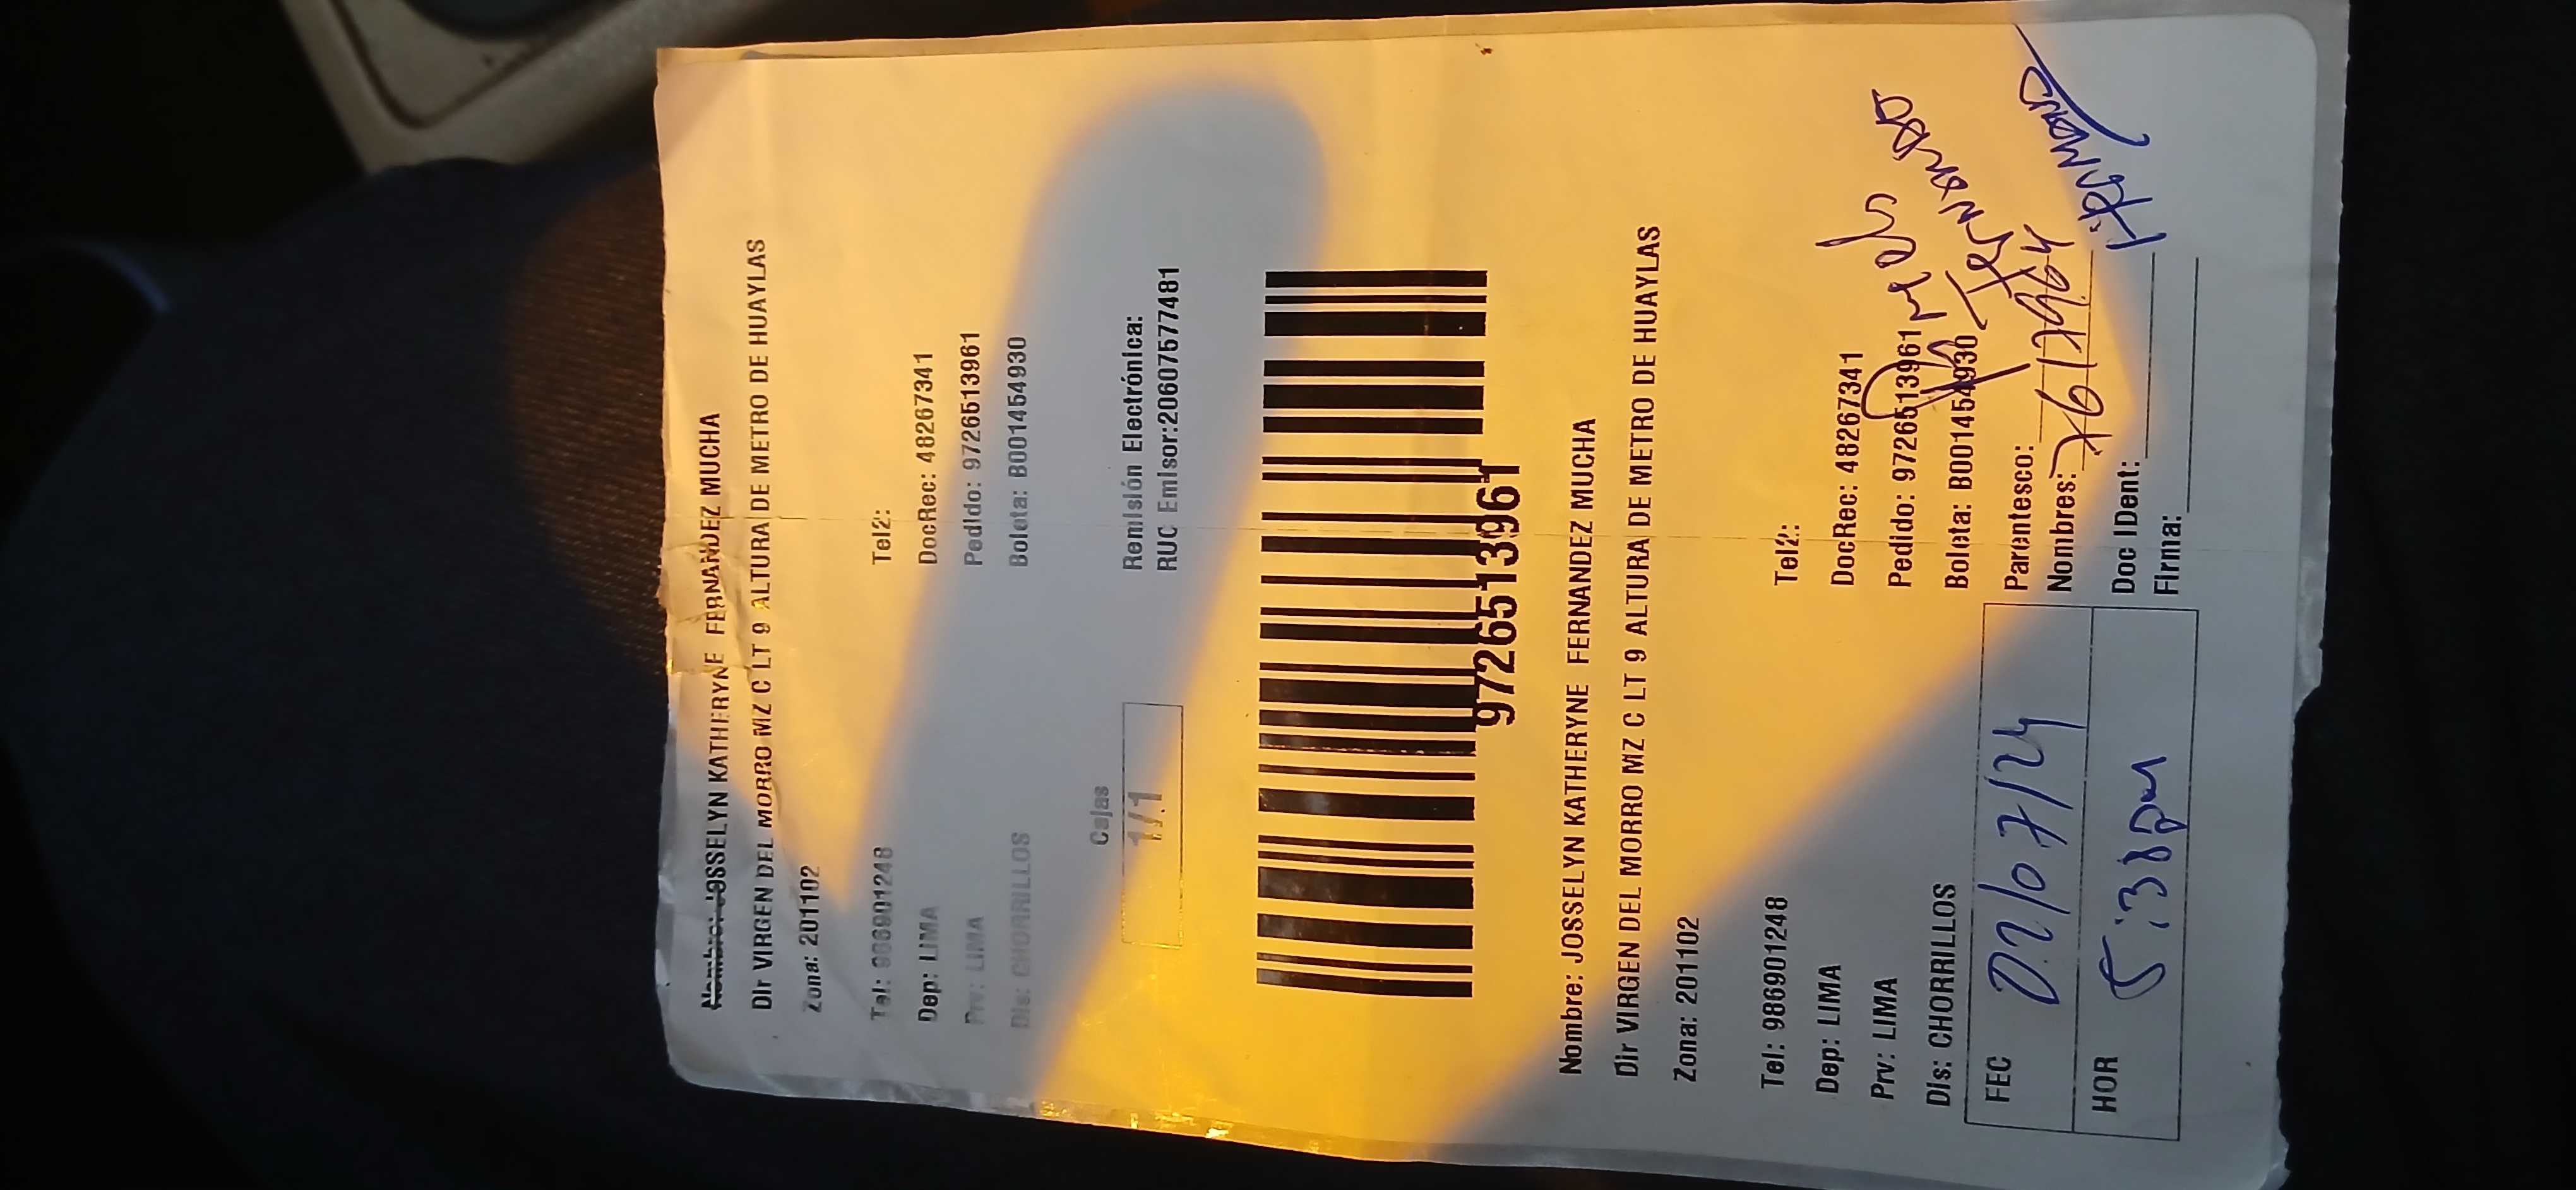 Nombre: JOSSELYN KATHERYNE FERNANDEZ MUCHA
Dir VIRGEN DEL MORRO MZ C LT 9 ALTURA DE METRO DE HUAYLAS
Zona: 201102
Tel: 986901248 Tel2:
Dep: LIMA DocRec: 48267341
Prv: LIMA Pedido: 9726513961
Dis: CHORRILLOS Boleta: B001454930
Cajas
1/1
Remisión Electrónica:
RUC Emisor:20607577481
9726513961
Nombre: JOSSELYN KATHERYNE FERNANDEZ MUCHA
Dir VIRGEN DEL MORRO MZ C LT 9 ALTURA DE METRO DE HUAYLAS
Zona: 201102
Tel: 986901248 Tel2:
Dep: LIMA DocRec: 48267341
Prv: LIMA Pedido: 9726513961
Dis: CHORRILLOS Boleta: B001454930
FEC 02/07/24
HOR 5:38pm
Parentesco:
Nombres:
Doc IDent:
Firma: